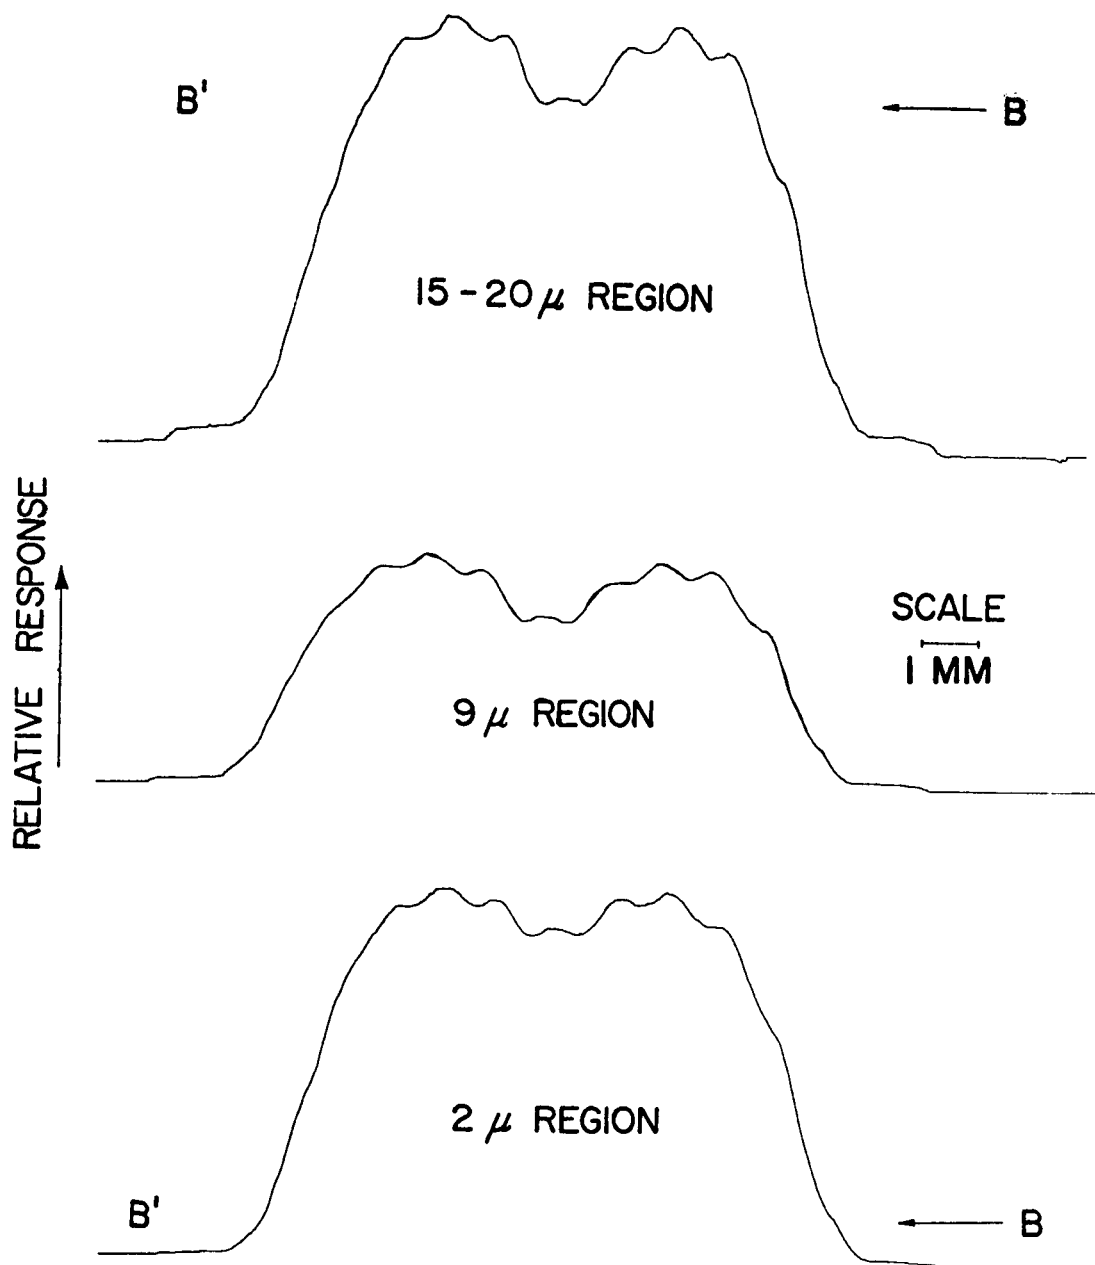 B'
B
15-20 μ REGION
RELATIVE RESPONSE
SCALE
1 MM
9 μ REGION
2 μ REGION
B'
B